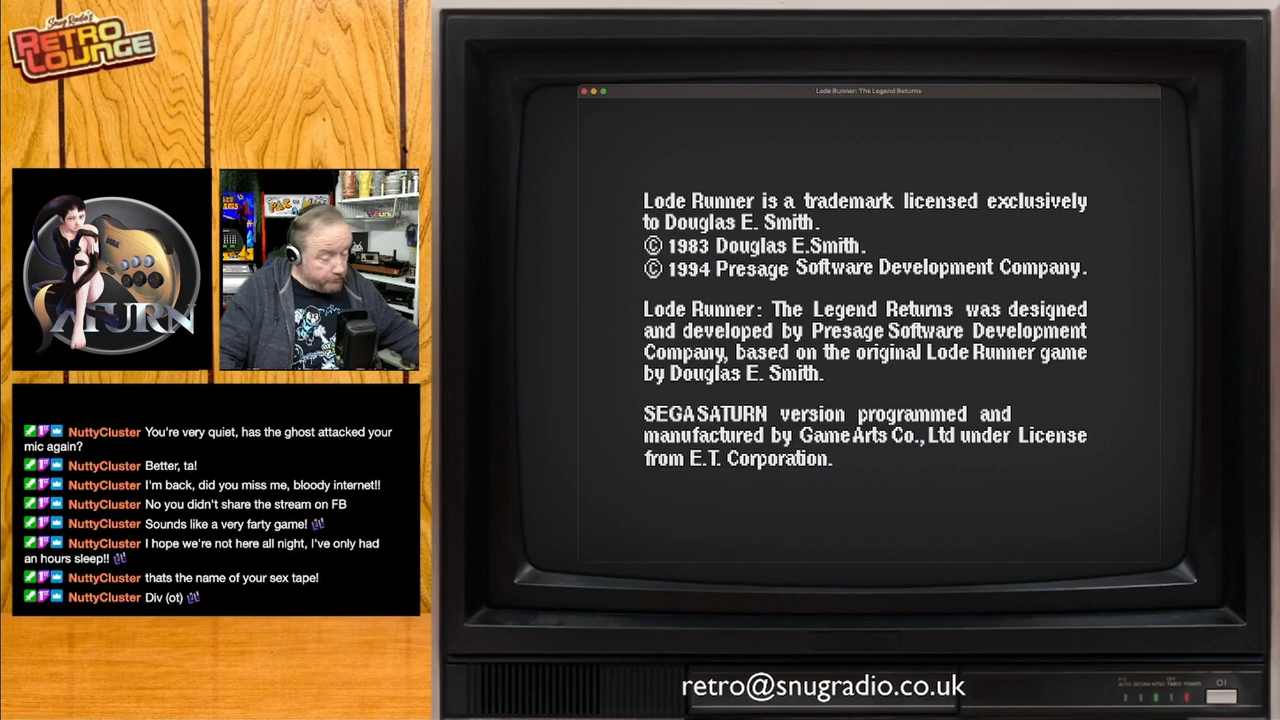 Snug Radio's
RETRO
LOUNGE
Lode Runner: The Legend Returns
Lode Runner is a trademark licensed exclusively
to Douglas E. Smith.
© 1983 Douglas E.Smith.
© 1994 Presage Software Development Company.
Lode Runner: The Legend Returns was designed
and developed by Presage Software Development
Company, based on the original Lode Runner game
by Douglas E. Smith.
SEGA SATURN version programmed and
manufactured by Game Arts Co., Ltd under License
from E.T. Corporation.
SATURN
PAC
NuttyCluster You're very quiet, has the ghost attacked your
mic again?
NuttyCluster Better, ta!
NuttyCluster I'm back, did you miss me, bloody internet!!
NuttyCluster No you didn't share the stream on FB
NuttyCluster Sounds like a very farty game!
NuttyCluster I hope we're not here all night, I've only had
an hours sleep!!
NuttyCluster thats the name of your sex tape!
NuttyCluster Div (ot)
retro@snugradio.co.uk